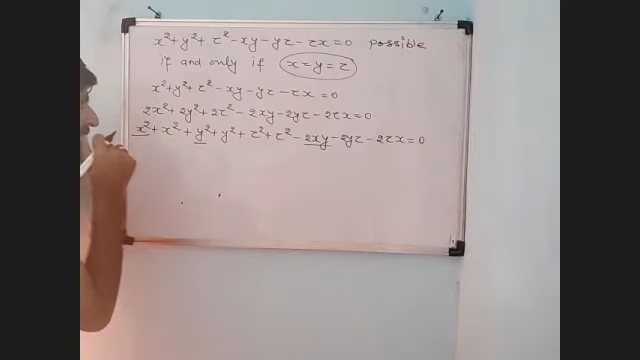 x² + y² + z² - xy - yz - zx = 0 possible
if and only if x = y = z
x² + y² + z² - xy - yz - zx = 0
2x² + 2y² + 2z² - 2xy - 2yz - 2zx = 0
x² + x² + y² + y² + z² + z² - 2xy - 2yz - 2zx = 0